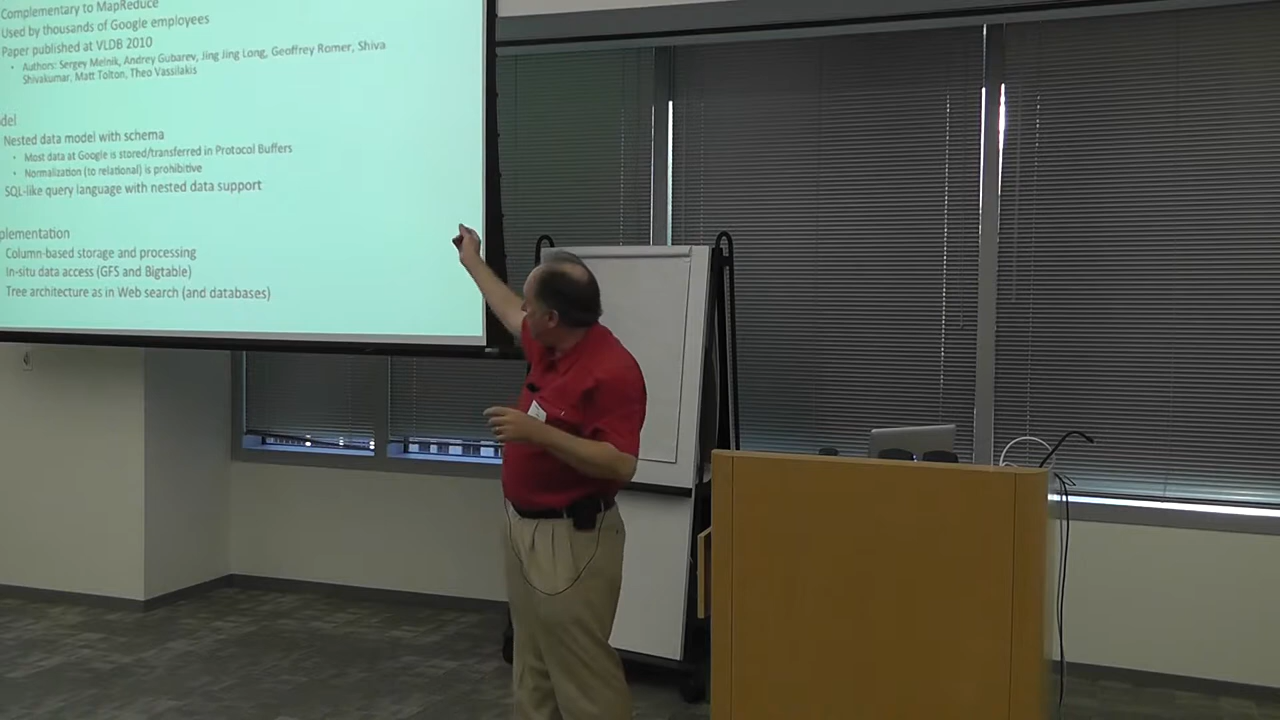 Complementary to MapReduce
Used by thousands of Google employees
Paper published at VLDB 2010
• Authors: Sergey Melnik, Andrey Gubarev, Jing Jing Long, Geoffrey Romer, Shiva
Shivakumar, Matt Tolton, Theo Vassilakis
del
Nested data model with schema
• Most data at Google is stored/transferred in Protocol Buffers
• Normalization (to relational) is prohibitive
SQL-like query language with nested data support
plementation
Column-based storage and processing
In-situ data access (GFS and Bigtable)
Tree architecture as in Web search (and databases)